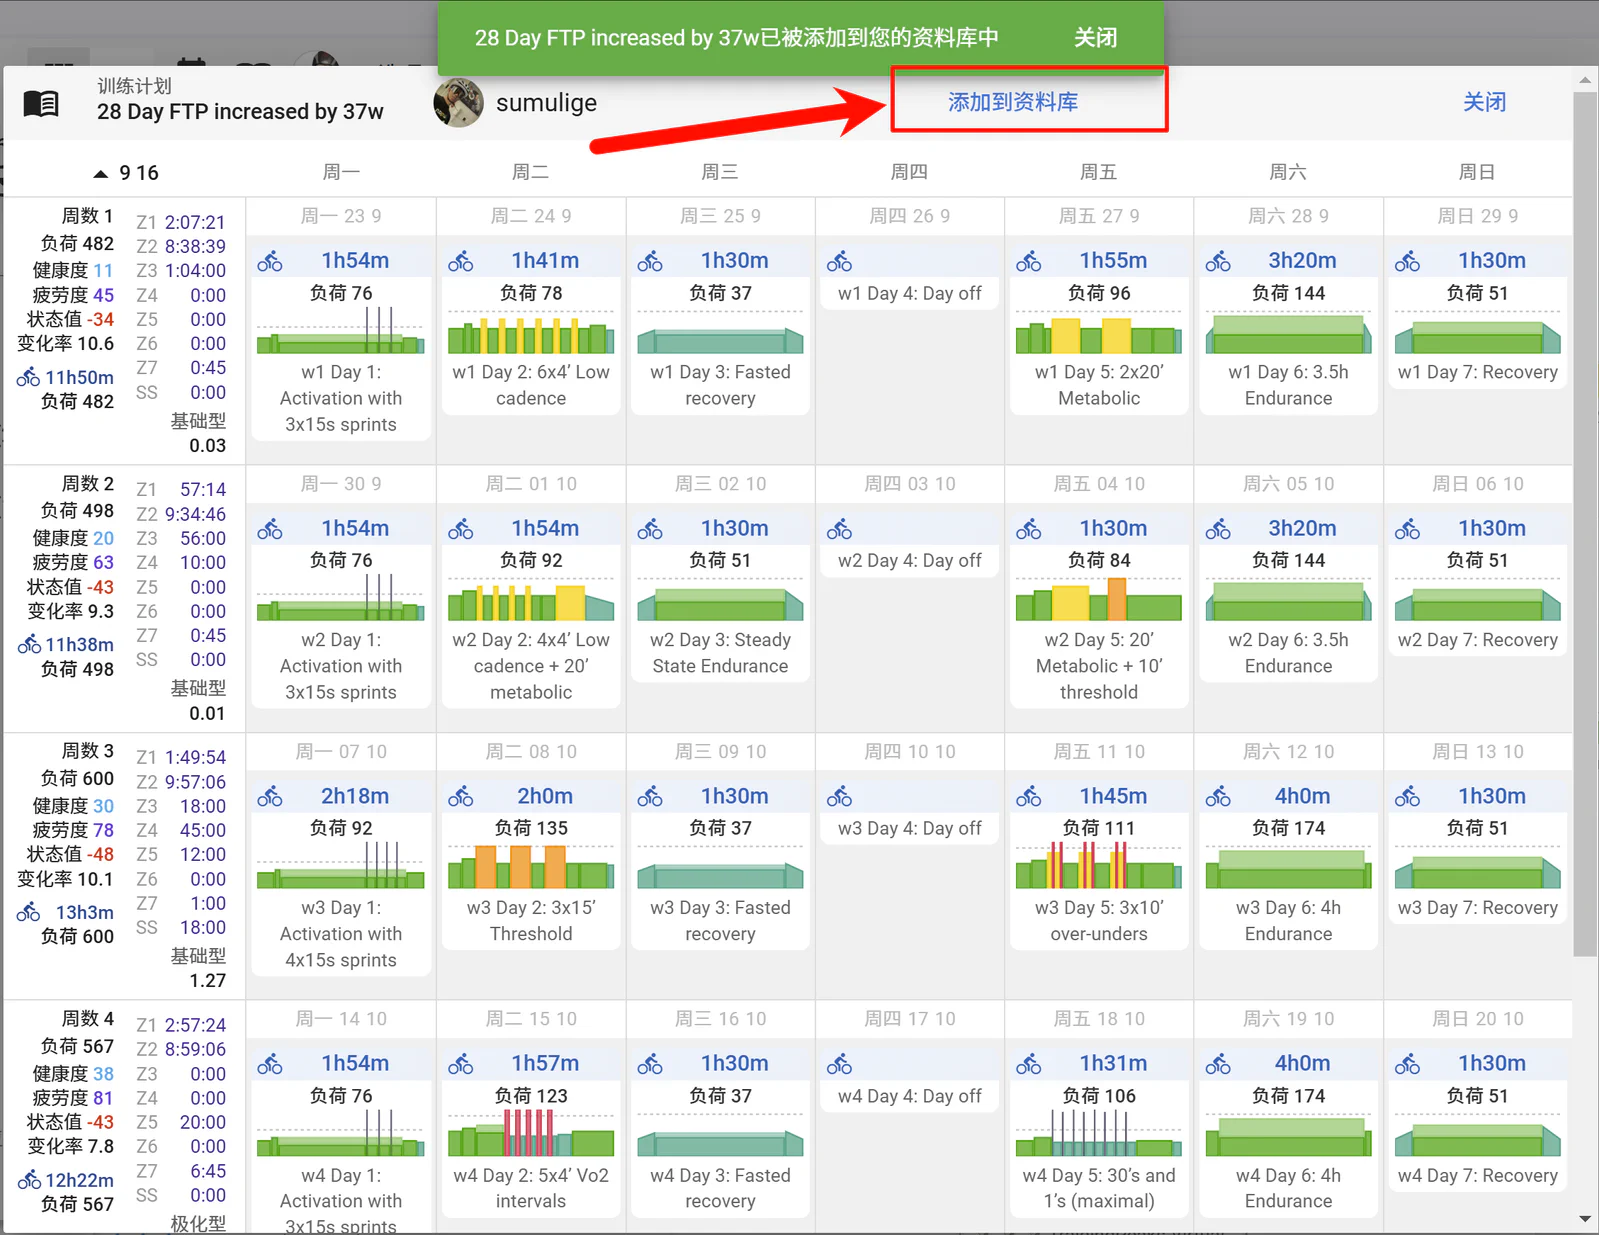 28 Day FTP increased by 37w已被添加到您的资料库中 关闭
训练计划
28 Day FTP increased by 37w
sumulige
添加到资料库
关闭
9 16 周一 周二 周三 周四 周五 周六 周日
周数 1
负荷 482
健康度 11
疲劳度 45
状态值 -34
变化率 10.6
11h50m
负荷 482
Z1 2:07:21
Z2 8:38:39
Z3 1:04:00
Z4 0:00
Z5 0:00
Z6 0:00
Z7 0:45
SS 0:00
基础型
0.03
周一 23 9
1h54m
负荷 76
w1 Day 1:
Activation with
3x15s sprints
周二 24 9
1h41m
负荷 78
w1 Day 2: 6x4’ Low
cadence
周三 25 9
1h30m
负荷 37
w1 Day 3: Fasted
recovery
周四 26 9
w1 Day 4: Day off
周五 27 9
1h55m
负荷 96
w1 Day 5: 2x20’
Metabolic
周六 28 9
3h20m
负荷 144
w1 Day 6: 3.5h
Endurance
周日 29 9
1h30m
负荷 51
w1 Day 7: Recovery
周数 2
负荷 498
健康度 20
疲劳度 63
状态值 -43
变化率 9.3
11h38m
负荷 498
Z1 57:14
Z2 9:34:46
Z3 56:00
Z4 10:00
Z5 0:00
Z6 0:00
Z7 0:45
SS 0:00
基础型
0.01
周一 30 9
1h54m
负荷 76
w2 Day 1:
Activation with
3x15s sprints
周二 01 10
1h54m
负荷 92
w2 Day 2: 4x4’ Low
cadence + 20’
metabolic
周三 02 10
1h30m
负荷 51
w2 Day 3: Steady
State Endurance
周四 03 10
w2 Day 4: Day off
周五 04 10
1h30m
负荷 84
w2 Day 5: 20’
Metabolic + 10’
threshold
周六 05 10
3h20m
负荷 144
w2 Day 6: 3.5h
Endurance
周日 06 10
1h30m
负荷 51
w2 Day 7: Recovery
周数 3
负荷 600
健康度 30
疲劳度 78
状态值 -48
变化率 10.1
13h3m
负荷 600
Z1 1:49:54
Z2 9:57:06
Z3 18:00
Z4 45:00
Z5 12:00
Z6 0:00
Z7 1:00
SS 18:00
基础型
1.27
周一 07 10
2h18m
负荷 92
w3 Day 1:
Activation with
4x15s sprints
周二 08 10
2h0m
负荷 135
w3 Day 2: 3x15’
Threshold
周三 09 10
1h30m
负荷 37
w3 Day 3: Fasted
recovery
周四 10 10
w3 Day 4: Day off
周五 11 10
1h45m
负荷 111
w3 Day 5: 3x10’
over-unders
周六 12 10
4h0m
负荷 174
w3 Day 6: 4h
Endurance
周日 13 10
1h30m
负荷 51
w3 Day 7: Recovery
周数 4
负荷 567
健康度 38
疲劳度 81
状态值 -43
变化率 7.8
12h22m
负荷 567
Z1 2:57:24
Z2 8:59:06
Z3 0:00
Z4 0:00
Z5 20:00
Z6 0:00
Z7 6:45
SS 0:00
极化型
周一 14 10
1h54m
负荷 76
w4 Day 1:
Activation with
3x15s sprints
周二 15 10
1h57m
负荷 123
w4 Day 2: 5x4’ Vo2
intervals
周三 16 10
1h30m
负荷 37
w4 Day 3: Fasted
recovery
周四 17 10
w4 Day 4: Day off
周五 18 10
1h31m
负荷 106
w4 Day 5: 30’s and
1’s (maximal)
周六 19 10
4h0m
负荷 174
w4 Day 6: 4h
Endurance
周日 20 10
1h30m
负荷 51
w4 Day 7: Recovery